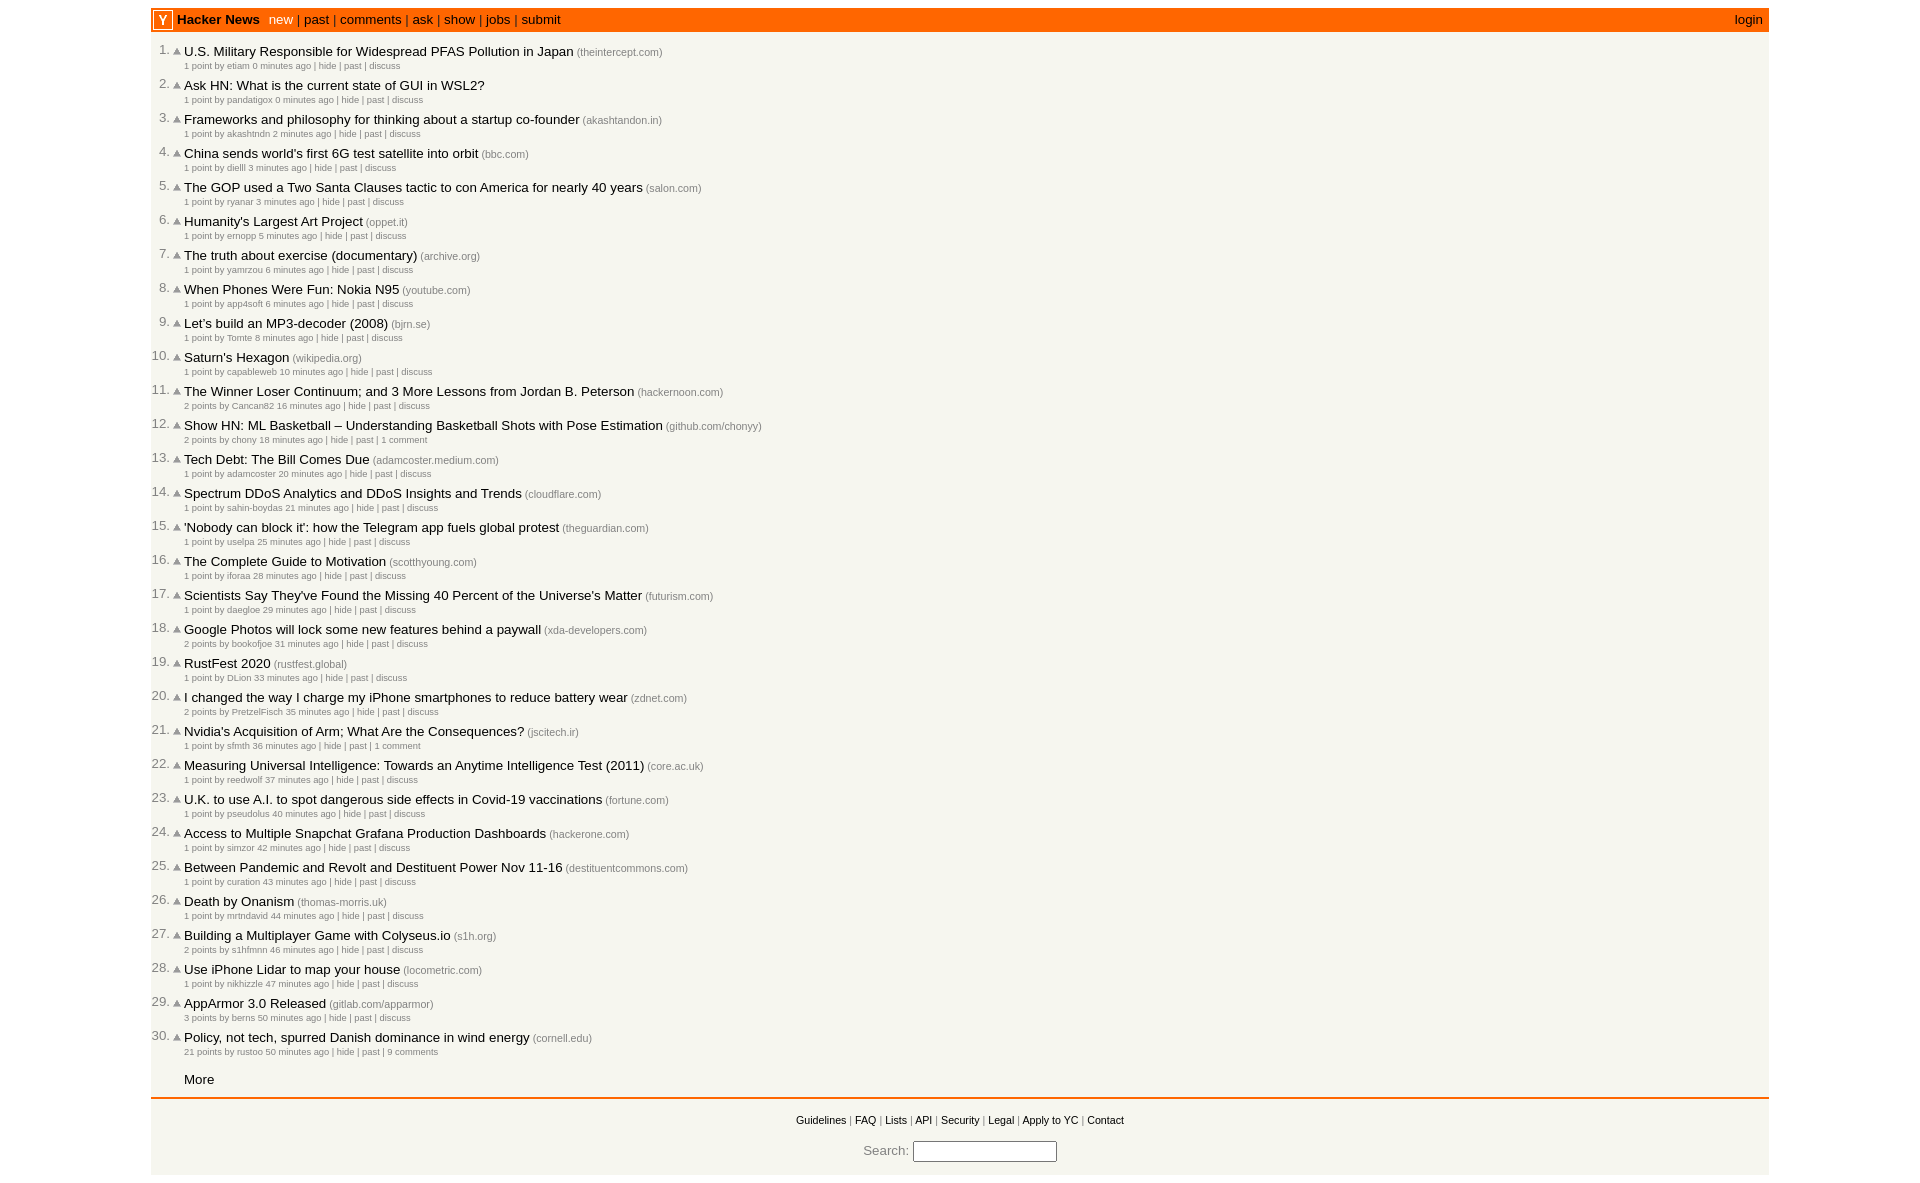 Y Hacker News new | past | comments | ask | show | jobs | submit login
1. U.S. Military Responsible for Widespread PFAS Pollution in Japan (theintercept.com)
1 point by etiam 0 minutes ago | hide | past | discuss
2. Ask HN: What is the current state of GUI in WSL2?
1 point by pandatigox 0 minutes ago | hide | past | discuss
3. Frameworks and philosophy for thinking about a startup co-founder (akashtandon.in)
1 point by akashtndn 2 minutes ago | hide | past | discuss
4. China sends world's first 6G test satellite into orbit (bbc.com)
1 point by dielll 3 minutes ago | hide | past | discuss
5. The GOP used a Two Santa Clauses tactic to con America for nearly 40 years (salon.com)
1 point by ryanar 3 minutes ago | hide | past | discuss
6. Humanity's Largest Art Project (oppet.it)
1 point by ernopp 5 minutes ago | hide | past | discuss
7. The truth about exercise (documentary) (archive.org)
1 point by yamrzou 6 minutes ago | hide | past | discuss
8. When Phones Were Fun: Nokia N95 (youtube.com)
1 point by app4soft 6 minutes ago | hide | past | discuss
9. Let's build an MP3-decoder (2008) (bjrn.se)
1 point by Tomte 8 minutes ago | hide | past | discuss
10. Saturn's Hexagon (wikipedia.org)
1 point by capableweb 10 minutes ago | hide | past | discuss
11. The Winner Loser Continuum; and 3 More Lessons from Jordan B. Peterson (hackernoon.com)
2 points by Cancan82 16 minutes ago | hide | past | discuss
12. Show HN: ML Basketball – Understanding Basketball Shots with Pose Estimation (github.com/chonyy)
2 points by chony 18 minutes ago | hide | past | 1 comment
13. Tech Debt: The Bill Comes Due (adamcoster.medium.com)
1 point by adamcoster 20 minutes ago | hide | past | discuss
14. Spectrum DDoS Analytics and DDoS Insights and Trends (cloudflare.com)
1 point by sahin-boydas 21 minutes ago | hide | past | discuss
15. 'Nobody can block it': how the Telegram app fuels global protest (theguardian.com)
1 point by uselpa 25 minutes ago | hide | past | discuss
16. The Complete Guide to Motivation (scotthyoung.com)
1 point by iforaa 28 minutes ago | hide | past | discuss
17. Scientists Say They've Found the Missing 40 Percent of the Universe's Matter (futurism.com)
1 point by daegloe 29 minutes ago | hide | past | discuss
18. Google Photos will lock some new features behind a paywall (xda-developers.com)
2 points by bookofjoe 31 minutes ago | hide | past | discuss
19. RustFest 2020 (rustfest.global)
1 point by DLion 33 minutes ago | hide | past | discuss
20. I changed the way I charge my iPhone smartphones to reduce battery wear (zdnet.com)
2 points by PretzelFisch 35 minutes ago | hide | past | discuss
21. Nvidia's Acquisition of Arm; What Are the Consequences? (jscitech.ir)
1 point by sfmth 36 minutes ago | hide | past | 1 comment
22. Measuring Universal Intelligence: Towards an Anytime Intelligence Test (2011) (core.ac.uk)
1 point by reedwolf 37 minutes ago | hide | past | discuss
23. U.K. to use A.I. to spot dangerous side effects in Covid-19 vaccinations (fortune.com)
1 point by pseudolus 40 minutes ago | hide | past | discuss
24. Access to Multiple Snapchat Grafana Production Dashboards (hackerone.com)
1 point by simzor 42 minutes ago | hide | past | discuss
25. Between Pandemic and Revolt and Destituent Power Nov 11-16 (destituentcommons.com)
1 point by curation 43 minutes ago | hide | past | discuss
26. Death by Onanism (thomas-morris.uk)
1 point by mrtndavid 44 minutes ago | hide | past | discuss
27. Building a Multiplayer Game with Colyseus.io (s1h.org)
2 points by s1hfmnn 46 minutes ago | hide | past | discuss
28. Use iPhone Lidar to map your house (locometric.com)
1 point by nikhizzle 47 minutes ago | hide | past | discuss
29. AppArmor 3.0 Released (gitlab.com/apparmor)
3 points by berns 50 minutes ago | hide | past | discuss
30. Policy, not tech, spurred Danish dominance in wind energy (cornell.edu)
21 points by rustoo 50 minutes ago | hide | past | 9 comments
More
Guidelines | FAQ | Lists | API | Security | Legal | Apply to YC | Contact
Search: